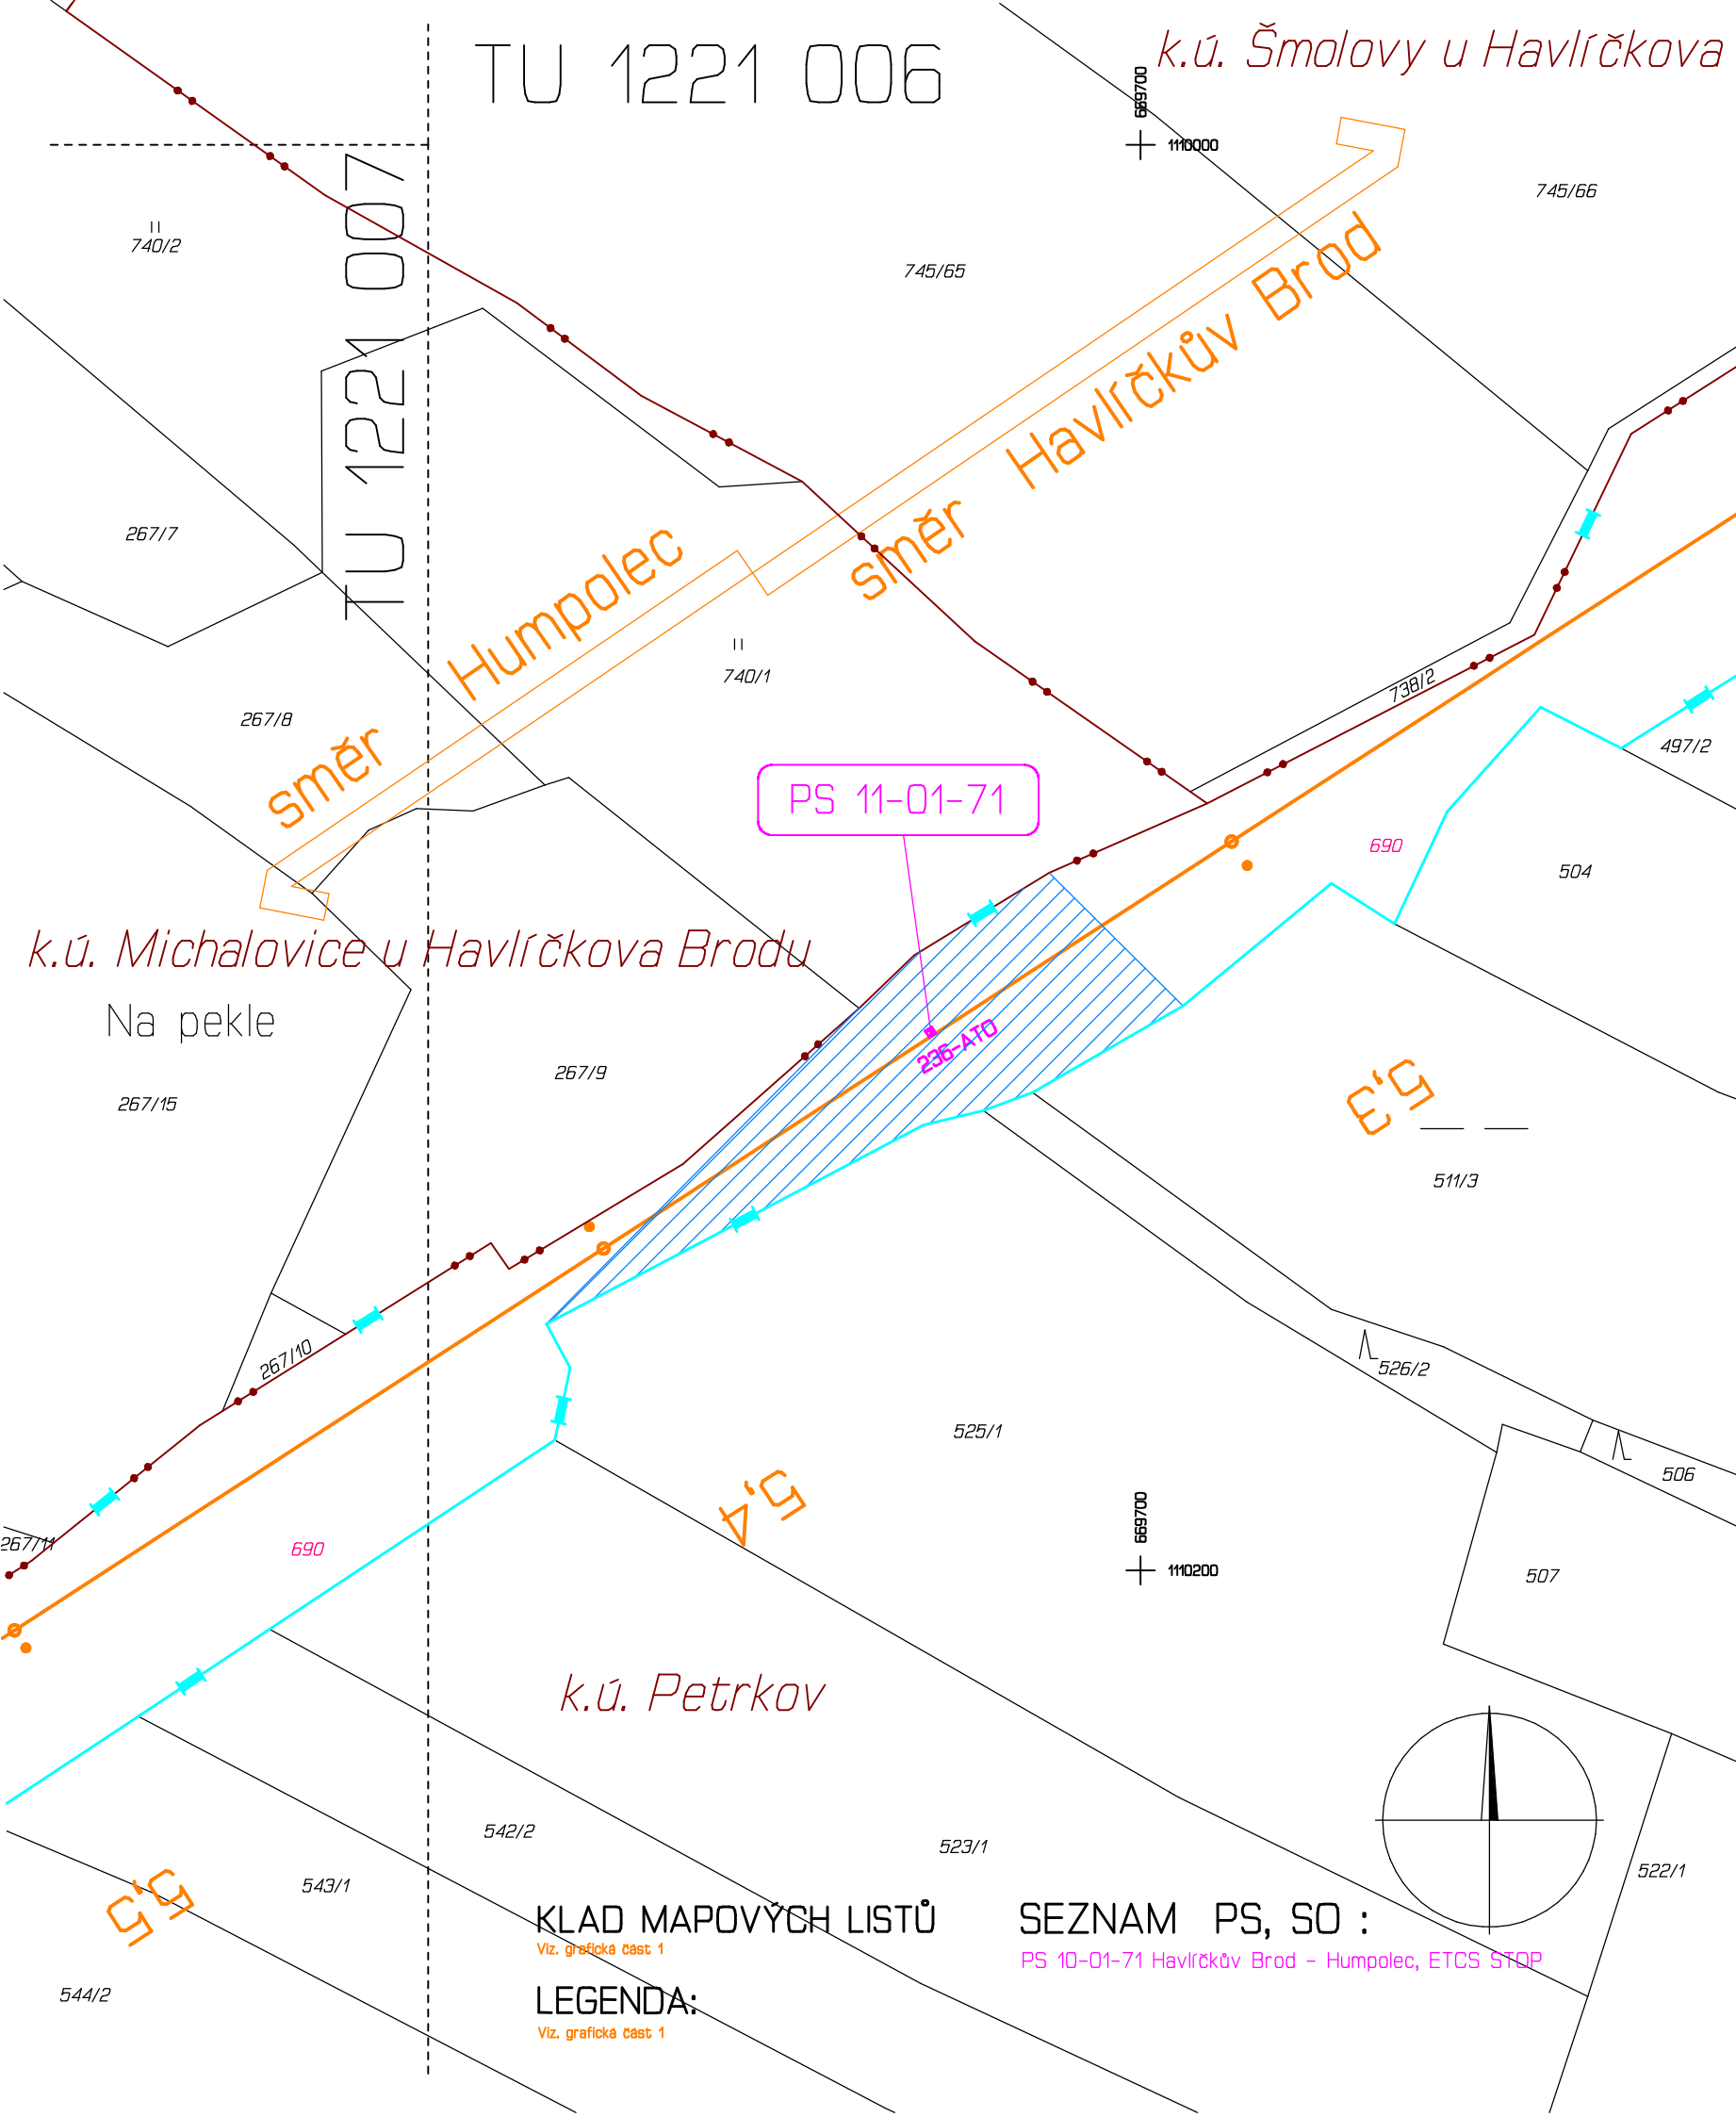 TU 1221 006
k.ú. Šmolovy u Havlíčkova
669700
1110000
TU 1221 007
745/66
740/2
745/65
směr Havlíčkův Brod
267/7
směr Humpolec
740/1
738/2
267/8
497/2
PS 11-01-71
690
504
k.ú. Michalovice u Havlíčkova Brodu
Na pekle
236-ATO
267/9
267/15
5,3
511/3
267/10
526/2
525/1
506
5,4
669700
267/11
690
1110200
507
k.ú. Petrkov
542/2
523/1
522/1
543/1
5,5
KLAD MAPOVÝCH LISTŮ
Viz. grafická část 1
SEZNAM PS, SO :
PS 10-01-71 Havlíčkův Brod - Humpolec, ETCS STOP
544/2
LEGENDA:
Viz. grafická část 1